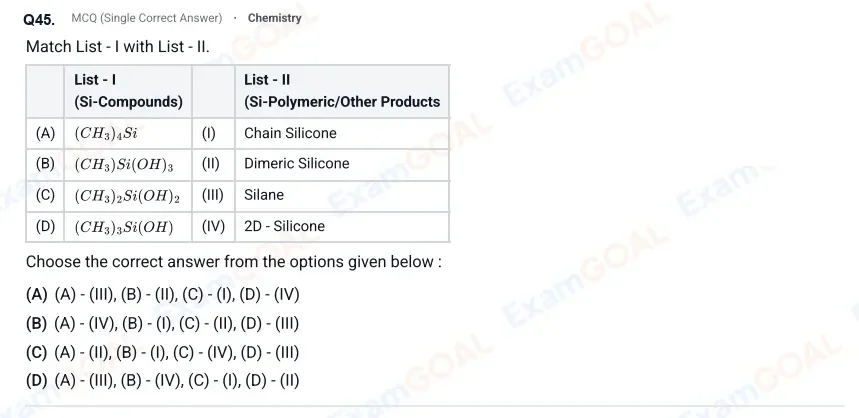 Q45. MCQ (Single Correct Answer) · Chemistry
Match List - I with List - II.
List - I
(Si-Compounds)
List - II
(Si-Polymeric/Other Products
(A) (CH₃)₄Si (I) Chain Silicone
(B) (CH₃)Si(OH)₃ (II) Dimeric Silicone
(C) (CH₃)₂Si(OH)₂ (III) Silane
(D) (CH₃)₃Si(OH) (IV) 2D - Silicone
Choose the correct answer from the options given below :
(A) (A) - (III), (B) - (II), (C) - (I), (D) - (IV)
(B) (A) - (IV), (B) - (I), (C) - (II), (D) - (III)
(C) (A) - (II), (B) - (I), (C) - (IV), (D) - (III)
(D) (A) - (III), (B) - (IV), (C) - (I), (D) - (II)
ExamGOAL